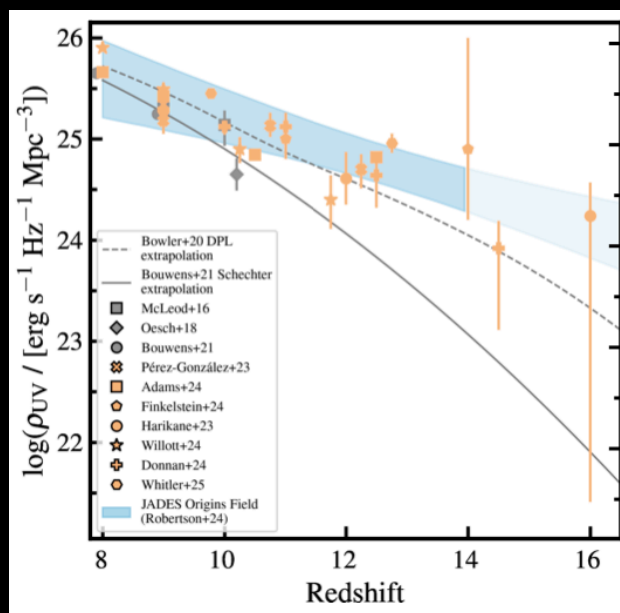 26
25
24
23
22
log(ρUV / [erg s−1 Hz−1 Mpc−3])
Bowler+20 DPL
extrapolation
Bouwens+21 Schechter
extrapolation
McLeod+16
Oesch+18
Bouwens+21
Pérez-González+23
Adams+24
Finkelstein+24
Harikane+23
Willott+24
Donnan+24
Whitler+25
JADES Origins Field
(Robertson+24)
8 10 12 14 16
Redshift